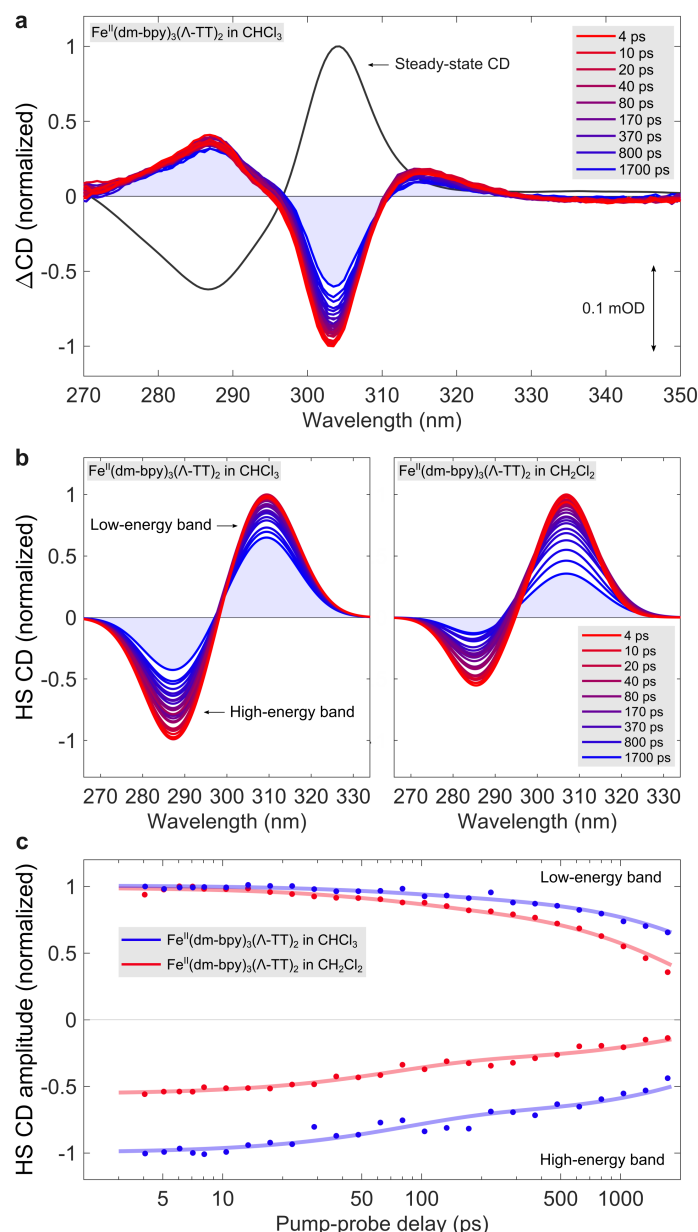 a
Fe^II(dm-bpy)₃(Λ-TT)₂ in CHCl₃
Steady-state CD
4 ps
10 ps
20 ps
40 ps
80 ps
170 ps
370 ps
800 ps
1700 ps
0.1 mOD
1
0.5
0
-0.5
-1
ΔCD (normalized)
270 280 290 300 310 320 330 340 350
Wavelength (nm)
b
Fe^II(dm-bpy)₃(Λ-TT)₂ in CHCl₃
Low-energy band
High-energy band
1
0.5
0
-0.5
-1
HS CD (normalized)
270 280 290 300 310 320 330
Wavelength (nm)
Fe^II(dm-bpy)₃(Λ-TT)₂ in CH₂Cl₂
4 ps
10 ps
20 ps
40 ps
80 ps
170 ps
370 ps
800 ps
1700 ps
270 280 290 300 310 320 330
Wavelength (nm)
c
Low-energy band
Fe^II(dm-bpy)₃(Λ-TT)₂ in CHCl₃
Fe^II(dm-bpy)₃(Λ-TT)₂ in CH₂Cl₂
High-energy band
1
0.5
0
-0.5
-1
HS CD amplitude (normalized)
5 10 50 100 500 1000
Pump-probe delay (ps)